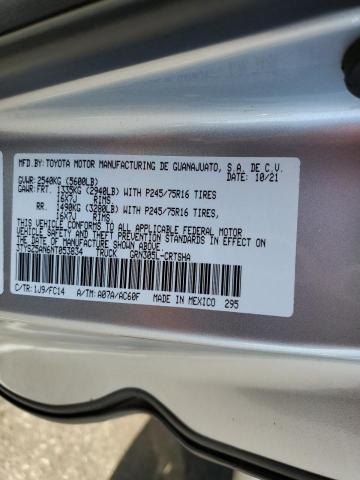 MFD.BY: TOYOTA MOTOR MANUFACTURING DE GUANAJUATO, S.A. DE C.V.
GVWR: 2540KG (5600LB) DATE: 10/21
GAWR: FRT. 1335KG (2940LB) WITH P245/75R16 TIRES
16X7J RIMS
RR. 1490KG (3280LB) WITH P245/75R16 TIRES,
16X7J RIMS
THIS VEHICLE CONFORMS TO ALL APPLICABLE FEDERAL MOTOR
VEHICLE SAFETY, BUMPER, AND THEFT PREVENTION STANDARDS IN
EFFECT ON THE DATE OF MANUFACTURE SHOWN ABOVE.
3TYSZ5AN6NT053034 TRUCK GRN305L-CRTSHA
C/TR: 1J9/FC14 A/TM: A07A/AC60F MADE IN MEXICO 295